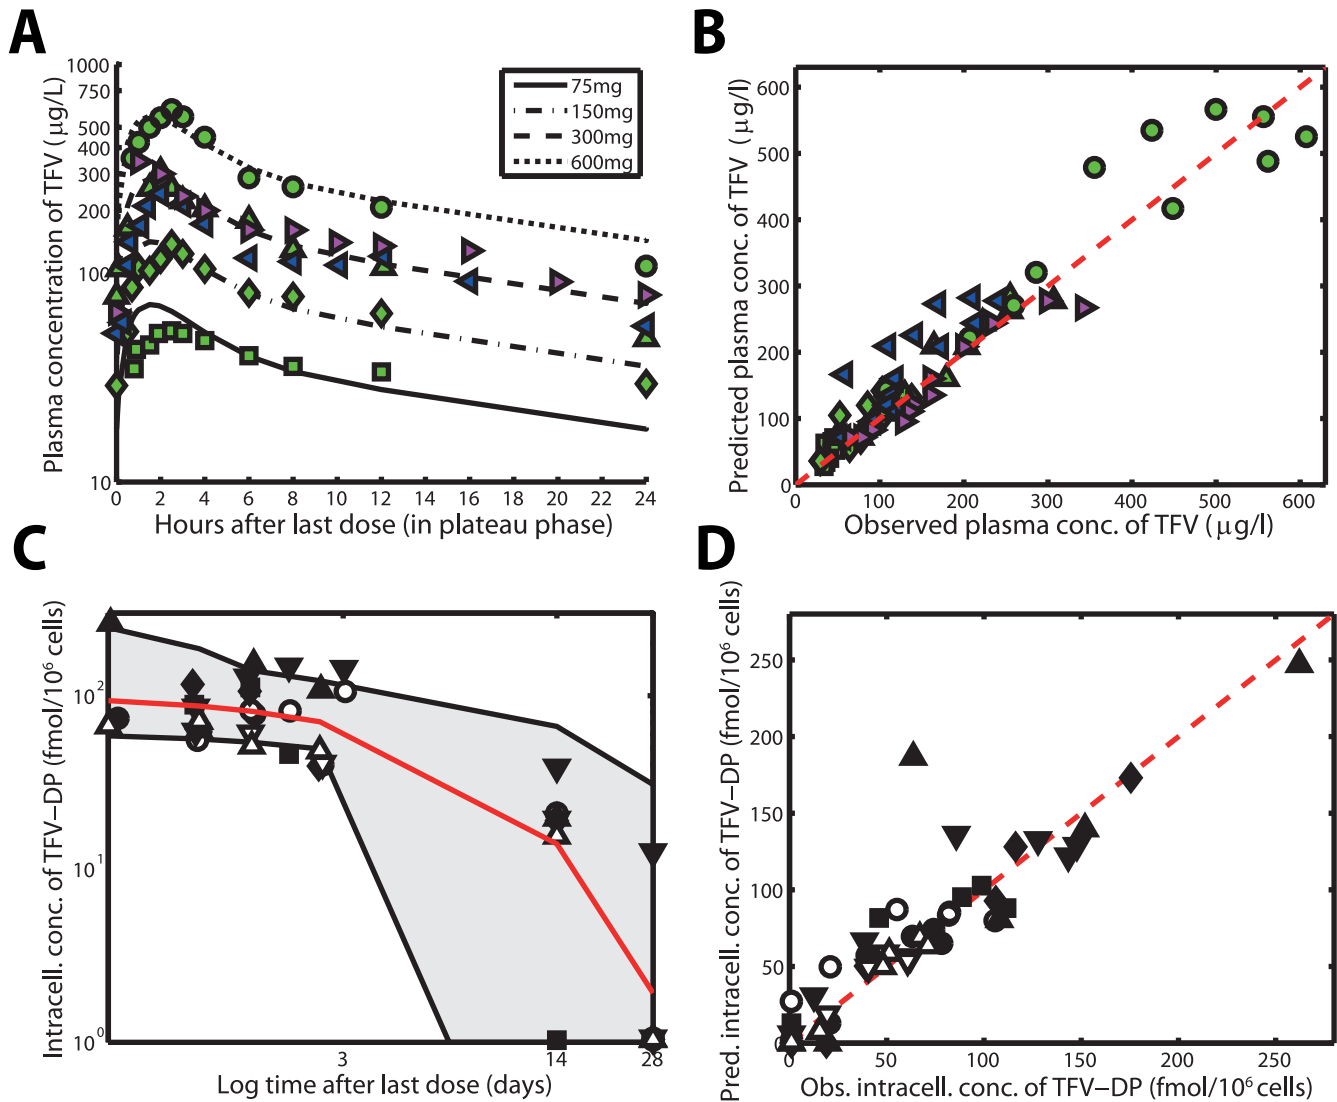 A
Plasma concentration of TFV (μg/L)
1000
750
500
400
300
200
100
10
0 2 4 6 8 10 12 14 16 18 20 22 24
Hours after last dose (in plateau phase)
75mg
150mg
300mg
600mg
B
Predicted plasma conc. of TFV (μg/l)
600
500
400
300
200
100
0
0 100 200 300 400 500 600
Observed plasma conc. of TFV (μg/l)
C
Intracell. conc. of TFV–DP (fmol/10⁶ cells)
10²
10¹
10⁰
3 14 28
Log time after last dose (days)
D
Pred. intracell. conc. of TFV–DP (fmol/10⁶ cells)
250
200
150
100
50
0
0 50 100 150 200 250
Obs. intracell. conc. of TFV–DP (fmol/10⁶ cells)